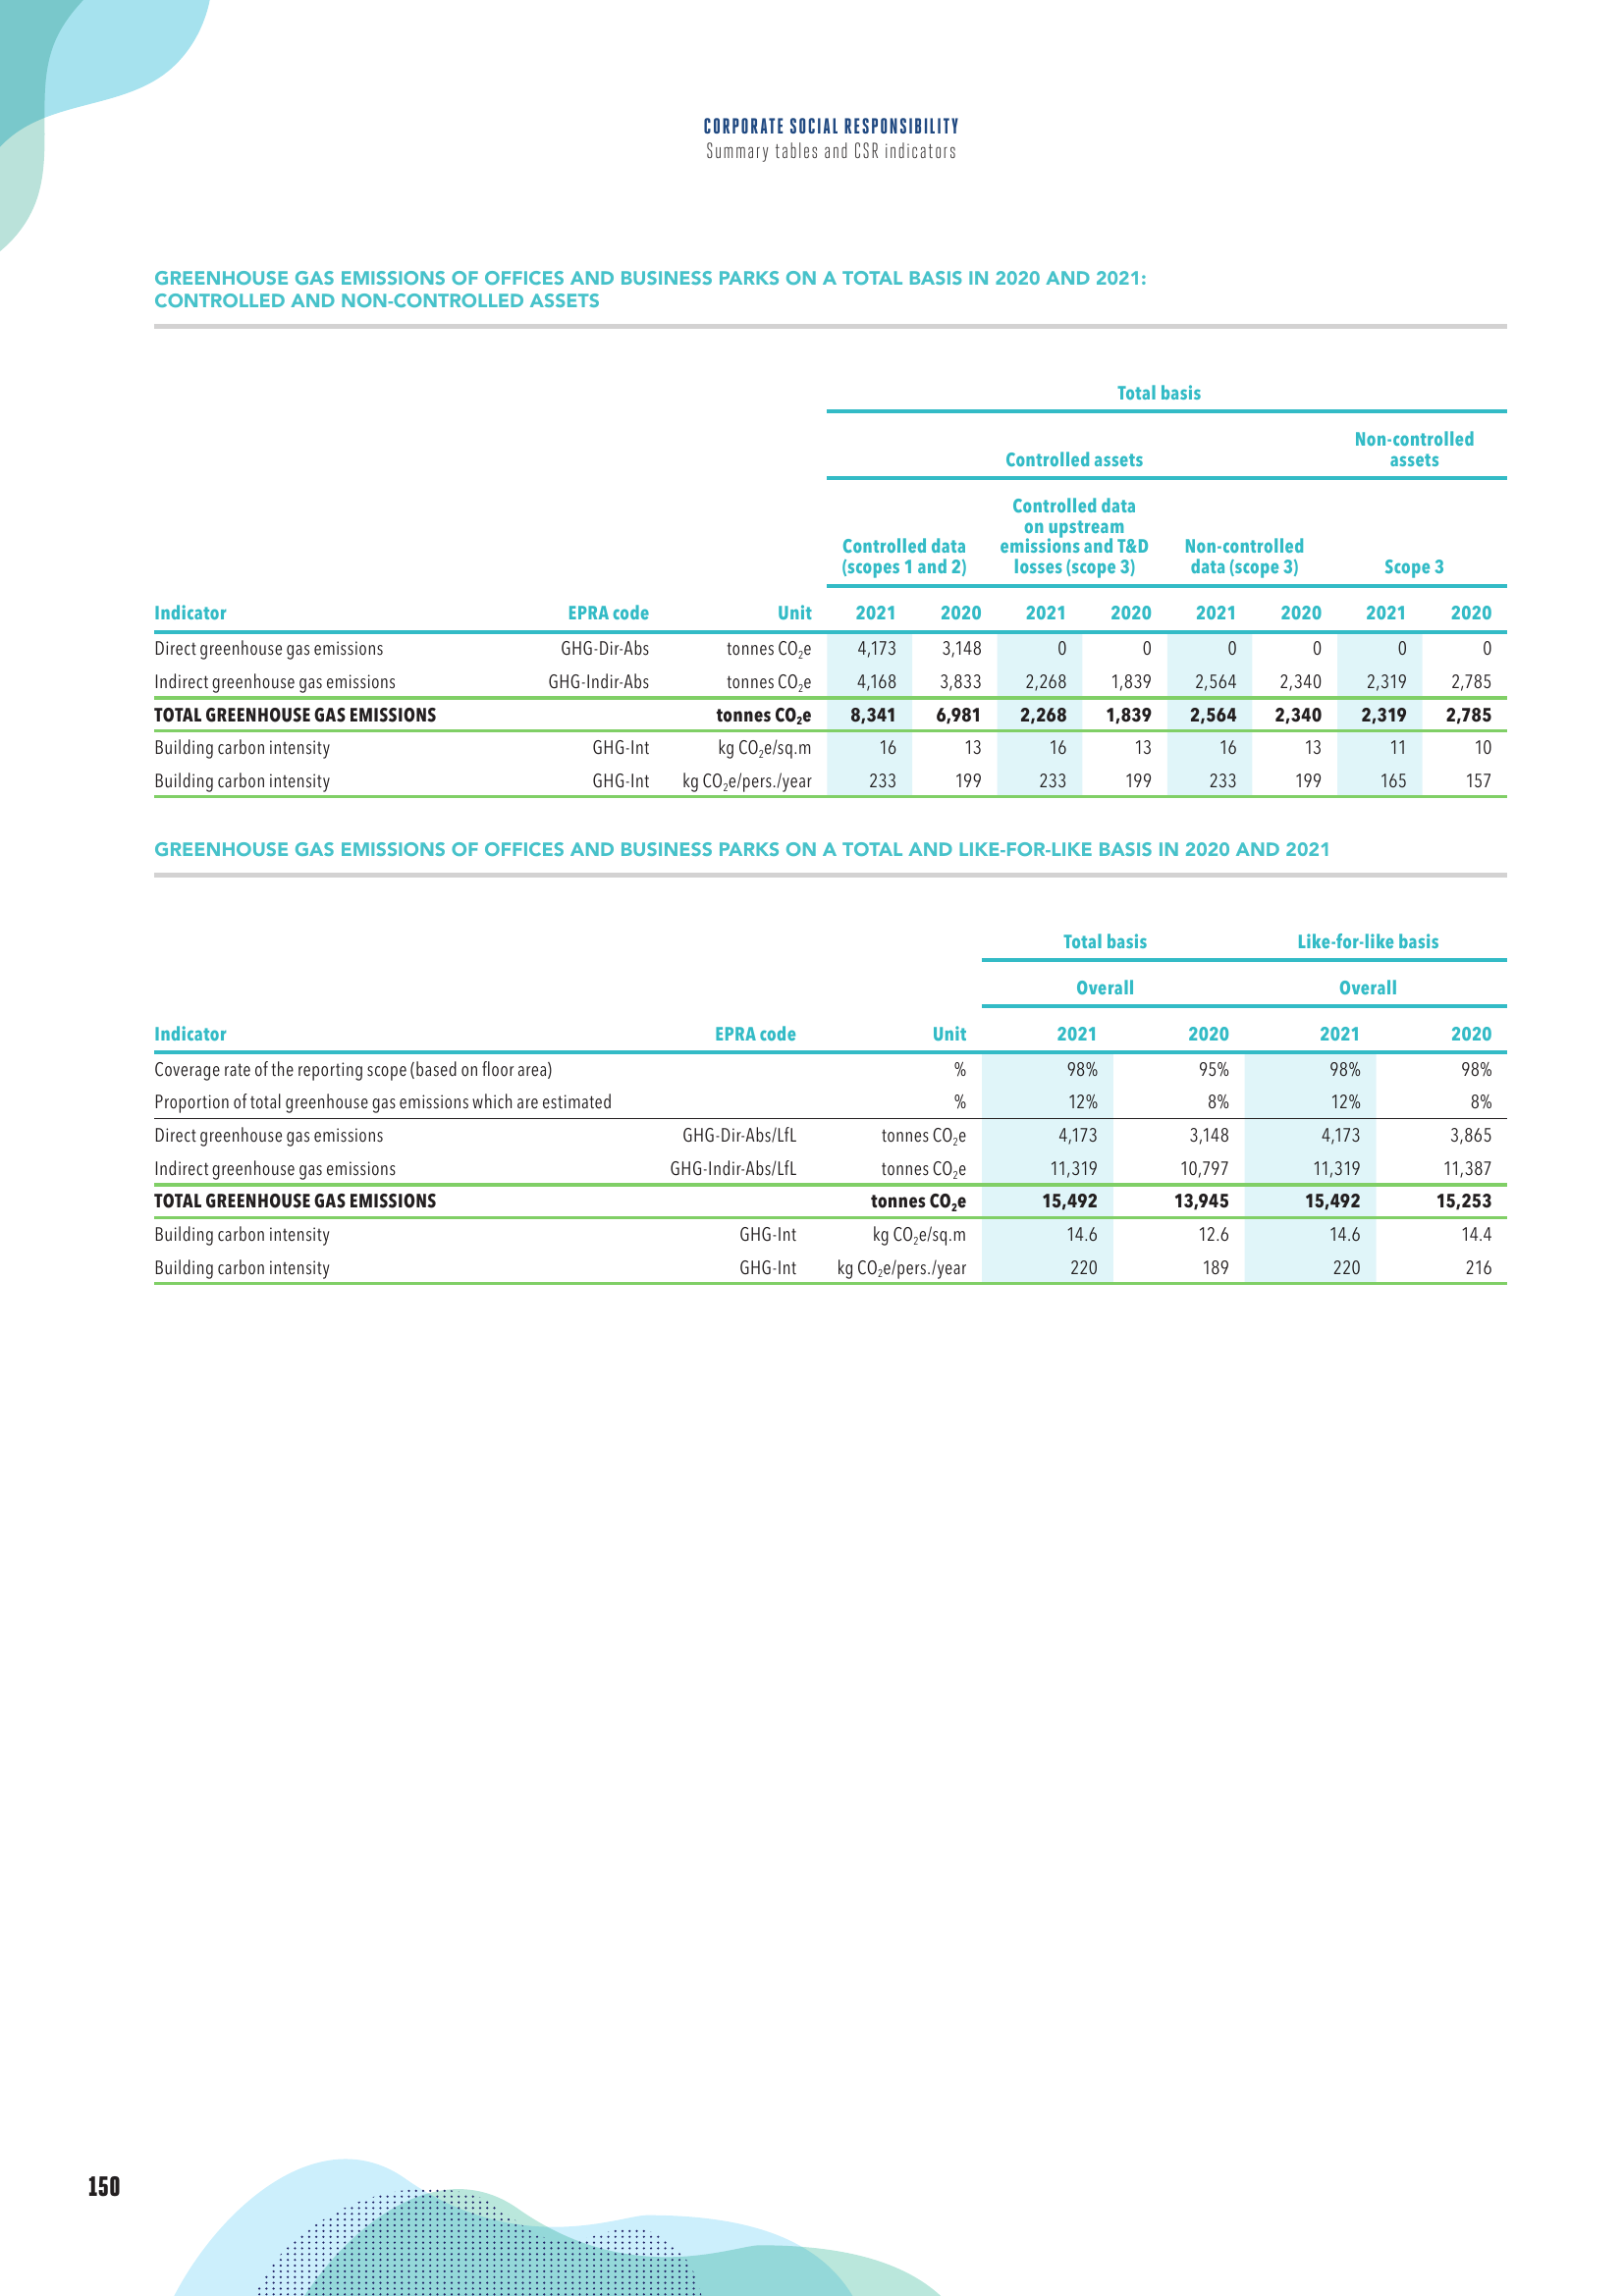 CORPORATE SOCIAL RESPONSIBILITY
Summary tables and CSR indicators
GREENHOUSE GAS EMISSIONS OF OFFICES AND BUSINESS PARKS ON A TOTAL BASIS IN 2020 AND 2021:
CONTROLLED AND NON-CONTROLLED ASSETS
Total basis
Controlled assets
Non-controlled
assets
Controlled data
(scopes 1 and 2)
Controlled data
on upstream
emissions and T&D
losses (scope 3)
Non-controlled
data (scope 3)
Scope 3
Indicator EPRA code Unit 2021 2020 2021 2020 2021 2020 2021 2020
Direct greenhouse gas emissions GHG-Dir-Abs tonnes CO₂e 4,173 3,148 0 0 0 0 0 0
Indirect greenhouse gas emissions GHG-Indir-Abs tonnes CO₂e 4,168 3,833 2,268 1,839 2,564 2,340 2,319 2,785
TOTAL GREENHOUSE GAS EMISSIONS tonnes CO₂e 8,341 6,981 2,268 1,839 2,564 2,340 2,319 2,785
Building carbon intensity GHG-Int kg CO₂e/sq.m 16 13 16 13 16 13 11 10
Building carbon intensity GHG-Int kg CO₂e/pers./year 233 199 233 199 233 199 165 157
GREENHOUSE GAS EMISSIONS OF OFFICES AND BUSINESS PARKS ON A TOTAL AND LIKE-FOR-LIKE BASIS IN 2020 AND 2021
Total basis Like-for-like basis
Overall Overall
Indicator EPRA code Unit 2021 2020 2021 2020
Coverage rate of the reporting scope (based on floor area) % 98% 95% 98% 98%
Proportion of total greenhouse gas emissions which are estimated % 12% 8% 12% 8%
Direct greenhouse gas emissions GHG-Dir-Abs/LfL tonnes CO₂e 4,173 3,148 4,173 3,865
Indirect greenhouse gas emissions GHG-Indir-Abs/LfL tonnes CO₂e 11,319 10,797 11,319 11,387
TOTAL GREENHOUSE GAS EMISSIONS tonnes CO₂e 15,492 13,945 15,492 15,253
Building carbon intensity GHG-Int kg CO₂e/sq.m 14.6 12.6 14.6 14.4
Building carbon intensity GHG-Int kg CO₂e/pers./year 220 189 220 216
150